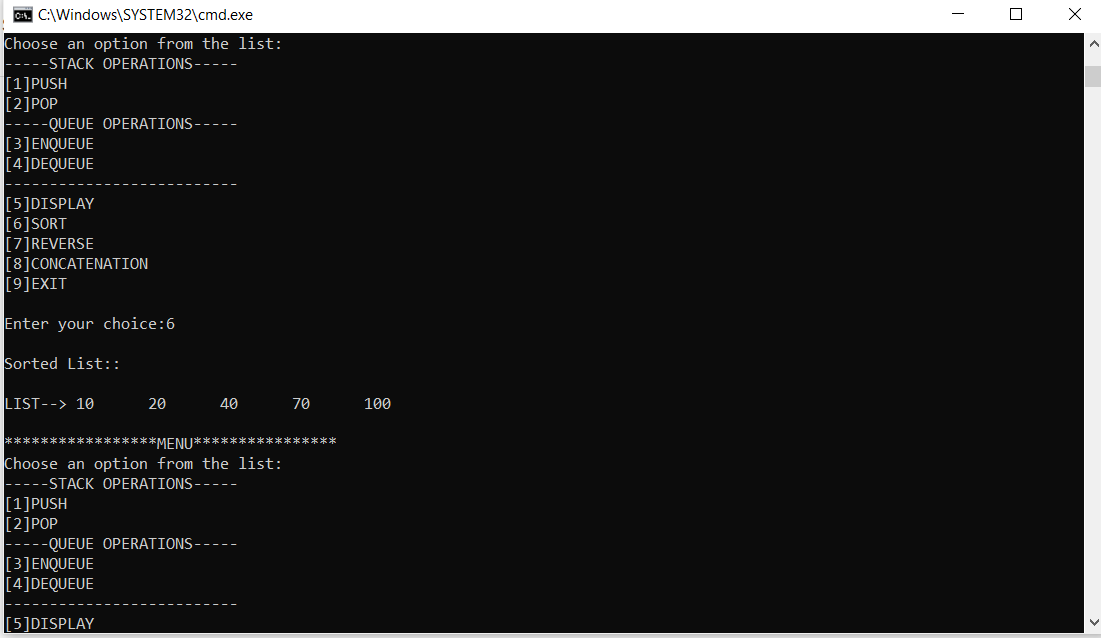 C:\Windows\SYSTEM32\cmd.exe
Choose an option from the list:
-----STACK OPERATIONS-----
[1]PUSH
[2]POP
-----QUEUE OPERATIONS-----
[3]ENQUEUE
[4]DEQUEUE
--------------------------
[5]DISPLAY
[6]SORT
[7]REVERSE
[8]CONCATENATION
[9]EXIT
Enter your choice:6
Sorted List::
LIST--> 10      20      40      70      100
*****************MENU****************
Choose an option from the list:
-----STACK OPERATIONS-----
[1]PUSH
[2]POP
-----QUEUE OPERATIONS-----
[3]ENQUEUE
[4]DEQUEUE
--------------------------
[5]DISPLAY